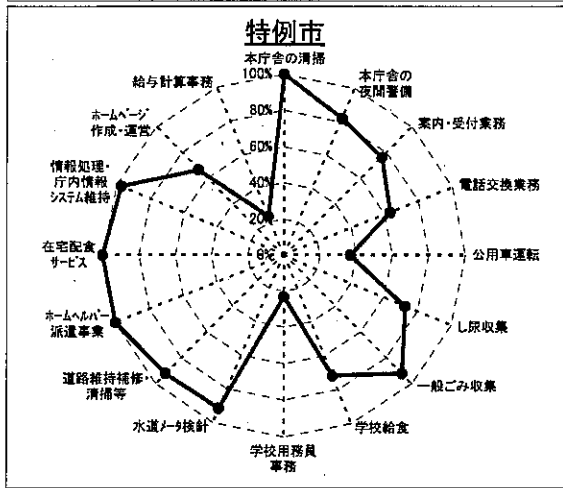 特例市
本庁舎の清掃
100%
80%
60%
40%
20%
0%
本庁舎の
夜間警備
案内・受付業務
電話交換業務
公用車運転
し尿収集
一般ごみ収集
学校給食
学校用務員
事務
水道メータ検針
道路維持補修・
清掃等
ホームヘルパー
派遣事業
在宅配食
サービス
情報処理・
庁内情報
システム維持
ホームページ
作成・運営
給与計算事務